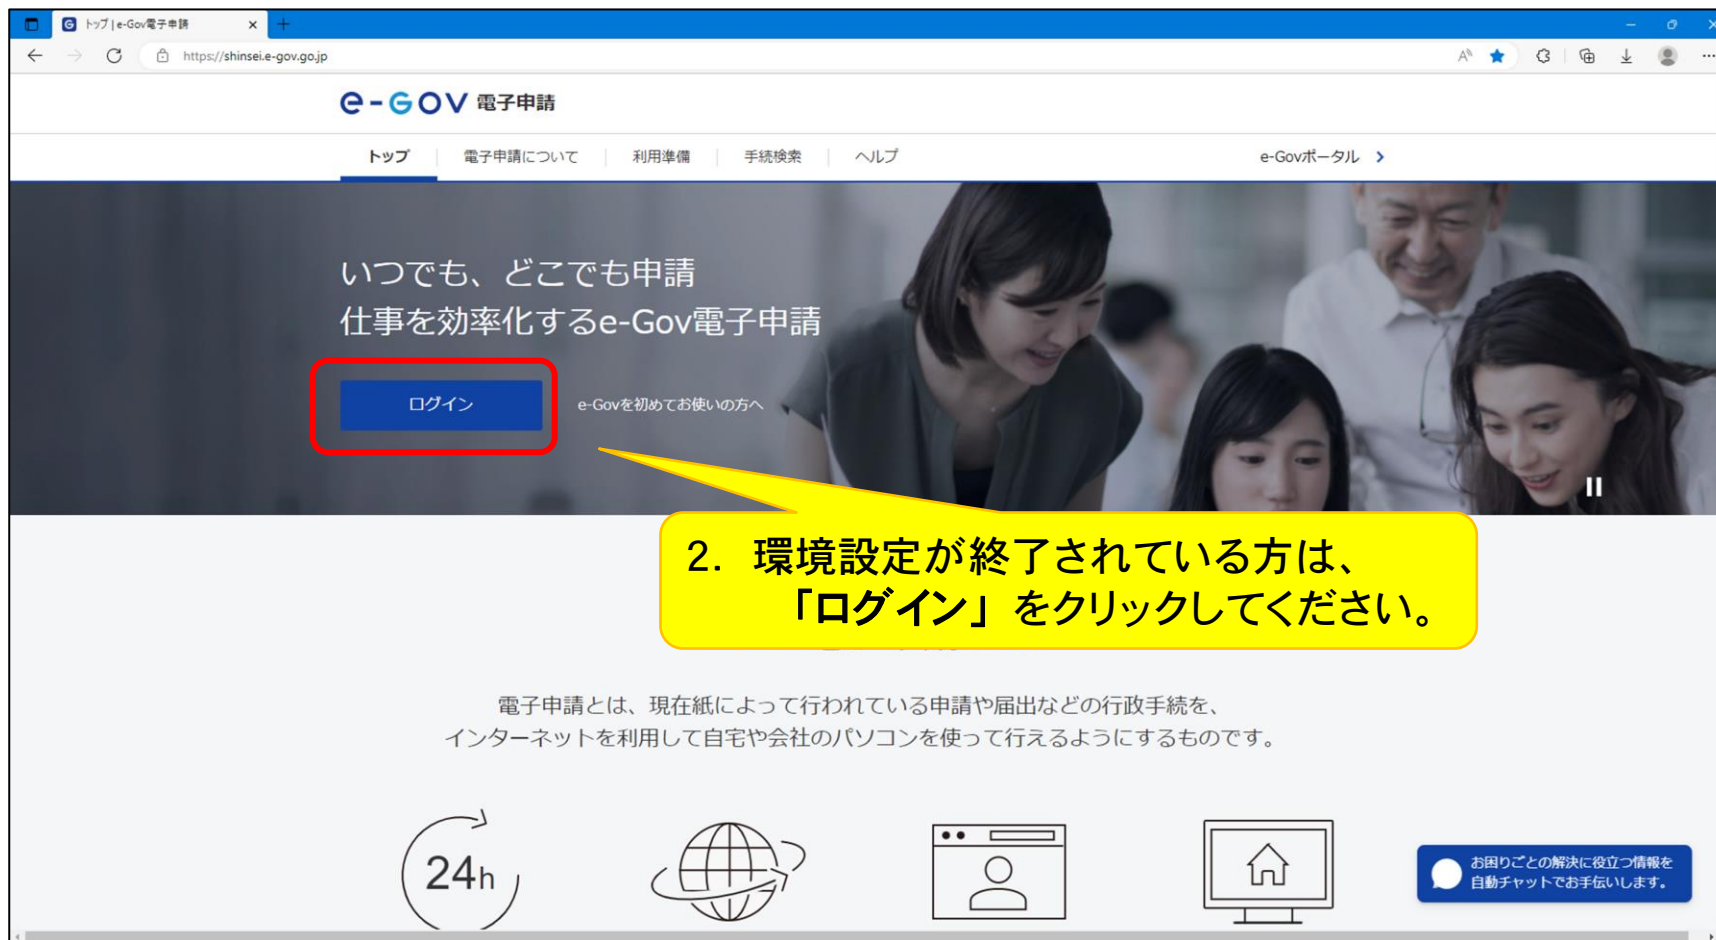 トップ | e-Gov電子申請
https://shinsei.e-gov.go.jp
e-GOV 電子申請
トップ 電子申請について 利用準備 手続検索 ヘルプ e-Govポータル
いつでも、どこでも申請
仕事を効率化するe-Gov電子申請
ログイン e-Govを初めてお使いの方へ
2. 環境設定が終了されている方は、
「ログイン」をクリックしてください。
電子申請とは、現在紙によって行われている申請や届出などの行政手続を、
インターネットを利用して自宅や会社のパソコンを使って行えるようにするものです。
24h
お困りごとの解決に役立つ情報を
自動チャットでお手伝いします。